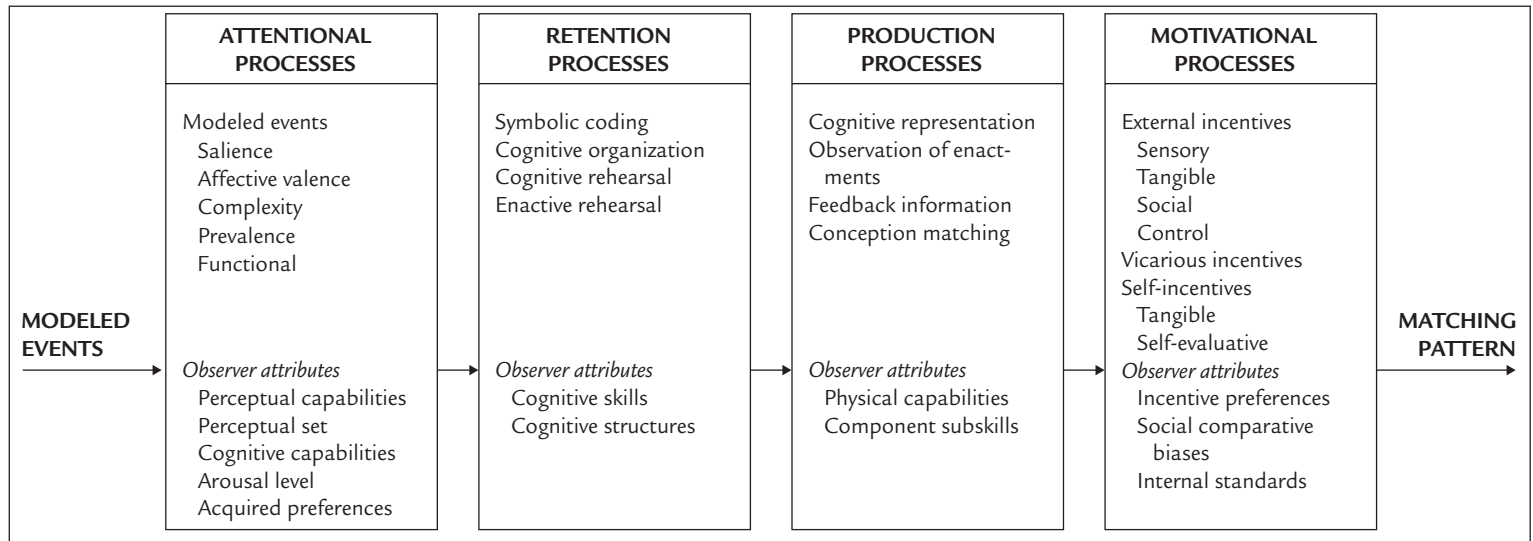 ATTENTIONAL
PROCESSES
Modeled events
Salience
Affective valence
Complexity
Prevalence
Functional
Observer attributes
Perceptual capabilities
Perceptual set
Cognitive capabilities
Arousal level
Acquired preferences
RETENTION
PROCESSES
Symbolic coding
Cognitive organization
Cognitive rehearsal
Enactive rehearsal
Observer attributes
Cognitive skills
Cognitive structures
PRODUCTION
PROCESSES
Cognitive representation
Observation of enact-
ments
Feedback information
Conception matching
Observer attributes
Physical capabilities
Component subskills
MOTIVATIONAL
PROCESSES
External incentives
Sensory
Tangible
Social
Control
Vicarious incentives
Self-incentives
Tangible
Self-evaluative
Observer attributes
Incentive preferences
Social comparative
biases
Internal standards
MODELED
EVENTS
MATCHING
PATTERN